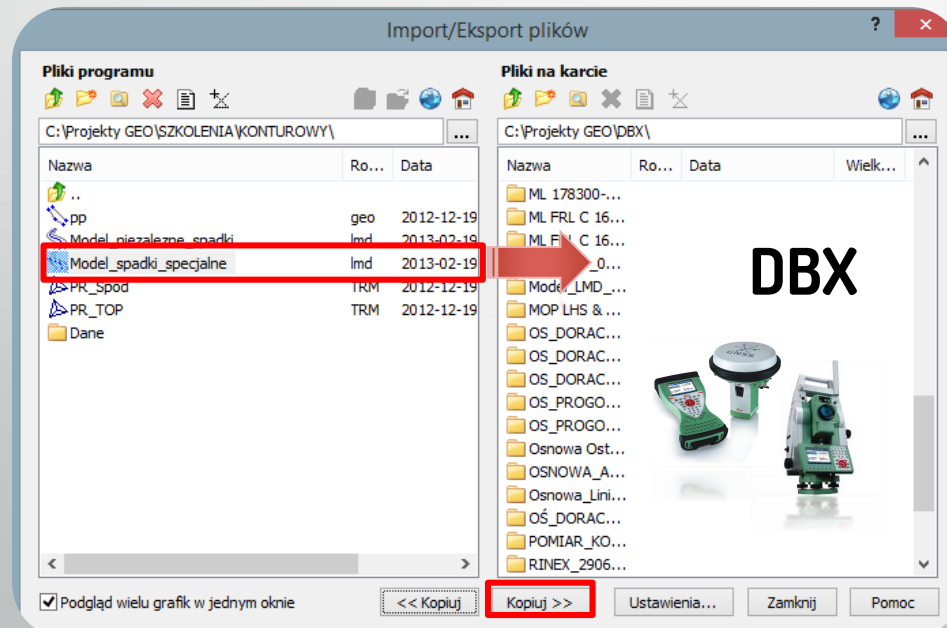 Import/Eksport plików
?
Pliki programu
C:\Projekty GEO\SZKOLENIA\KONTUROWY\
...
Nazwa Ro... Data
..
pp geo 2012-12-19
Model_niezalezne_spadki lmd 2013-02-19
Model_spadki_specjalne lmd 2013-02-19
PR_Spod TRM 2012-12-19
PR_TOP TRM 2012-12-19
Dane
Pliki na karcie
C:\Projekty GEO\DBX\
...
Nazwa Ro... Data Wielk...
ML 178300-...
ML FRL C 16...
ML FRL C 16...
_0...
Model_LMD_...
MOP LHS & ...
OS_DORAC...
OS_DORAC...
OS_DORAC...
OS_PROGO...
OS_PROGO...
Osnowa Ost...
OSNOWA_A...
Osnowa_Lini...
OŚ_DORAC...
POMIAR_KO...
RINEX_2906...
DBX
GNSS
Podgląd wielu grafik w jednym oknie
<< Kopiuj
Kopiuj >>
Ustawienia...
Zamknij
Pomoc